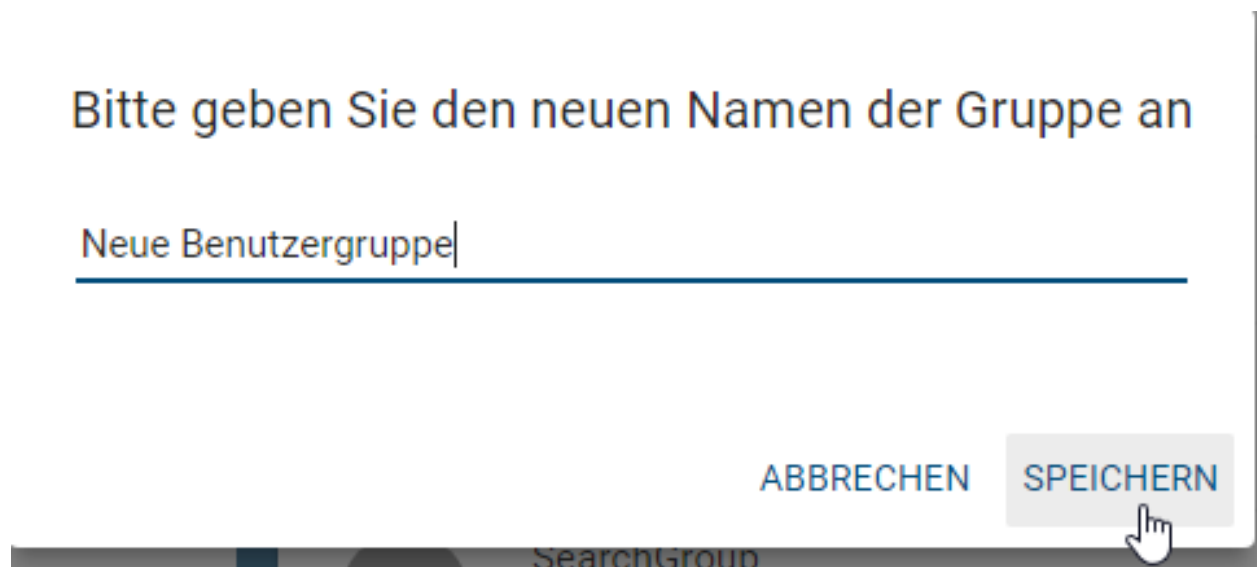 Bitte geben Sie den neuen Namen der Gruppe an
Neue Benutzergruppe
ABBRECHEN SPEICHERN
SearchGroup